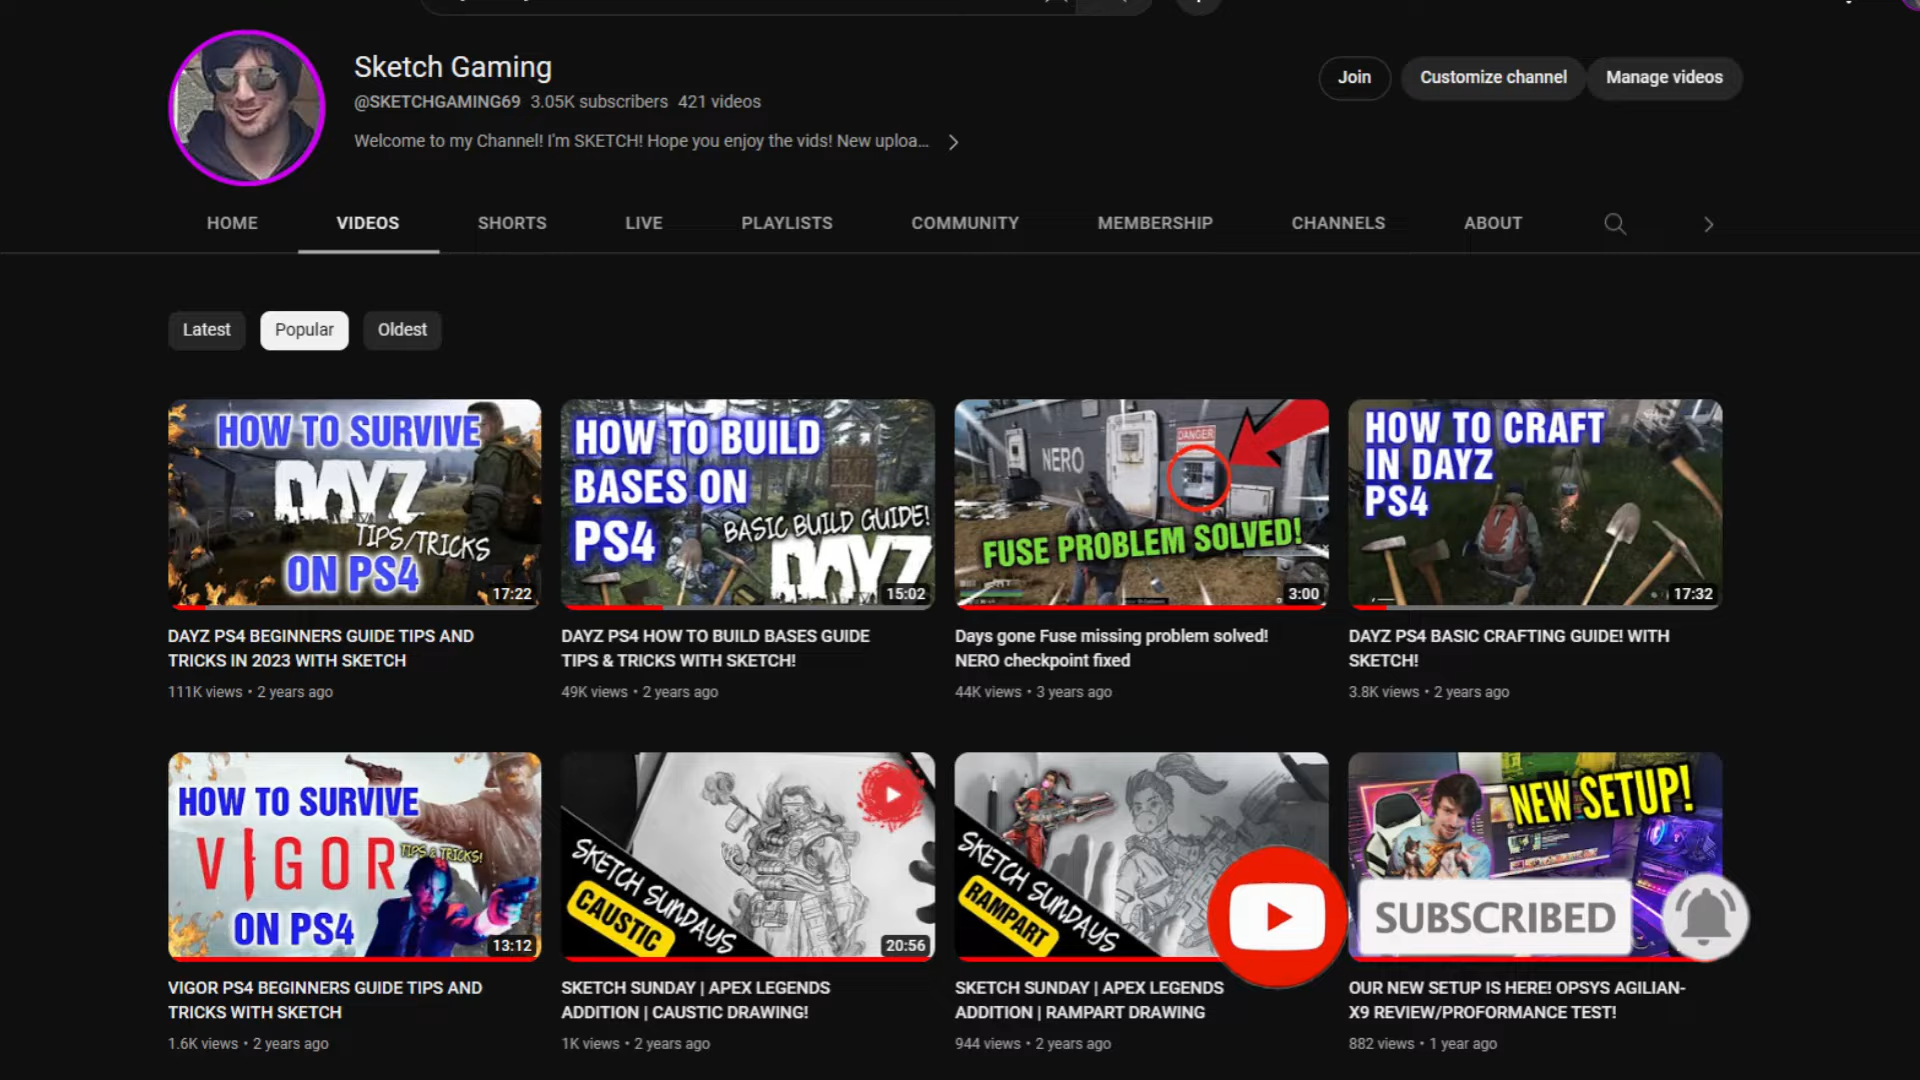 Sketch Gaming
@SKETCHGAMING69 3.05K subscribers 421 videos
Welcome to my Channel! I'm SKETCH! Hope you enjoy the vids! New uploa...
Join
Customize channel
Manage videos
HOME
VIDEOS
SHORTS
LIVE
PLAYLISTS
COMMUNITY
MEMBERSHIP
CHANNELS
ABOUT
Latest
Popular
Oldest
HOW TO SURVIVE
DAYZ
TIPS/TRICKS
ON PS4
17:22
HOW TO BUILD
BASES ON
PS4
BASIC BUILD GUIDE!
DAYZ
15:02
DANGER
NERO
FUSE PROBLEM SOLVED!
3:00
HOW TO CRAFT
IN DAYZ
PS4
17:32
DAYZ PS4 BEGINNERS GUIDE TIPS AND
TRICKS IN 2023 WITH SKETCH
111K views • 2 years ago
DAYZ PS4 HOW TO BUILD BASES GUIDE
TIPS & TRICKS WITH SKETCH!
49K views • 2 years ago
Days gone Fuse missing problem solved!
NERO checkpoint fixed
44K views • 3 years ago
DAYZ PS4 BASIC CRAFTING GUIDE! WITH
SKETCH!
3.8K views • 2 years ago
HOW TO SURVIVE
VIGOR
TIPS & TRICKS!
ON PS4
13:12
SKETCH SUNDAYS
CAUSTIC
20:56
SKETCH SUNDAYS
RAMPART
NEW SETUP!
SUBSCRIBED
VIGOR PS4 BEGINNERS GUIDE TIPS AND
TRICKS WITH SKETCH
1.6K views • 2 years ago
SKETCH SUNDAY | APEX LEGENDS
ADDITION | CAUSTIC DRAWING!
1K views • 2 years ago
SKETCH SUNDAY | APEX LEGENDS
ADDITION | RAMPART DRAWING
944 views • 2 years ago
OUR NEW SETUP IS HERE! OPSYS AGILIAN-
X9 REVIEW/PROFORMANCE TEST!
882 views • 1 year ago